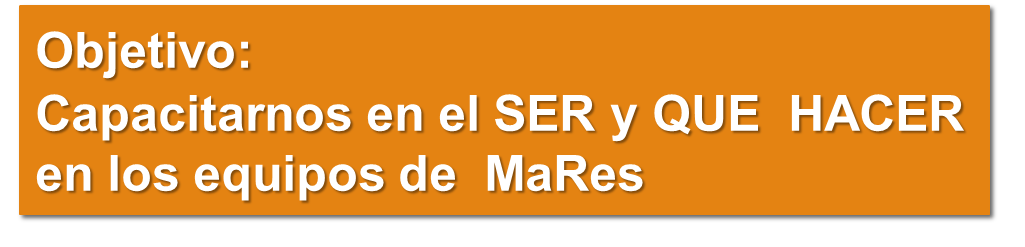 Objetivo:
Capacitarnos en el SER y QUE  HACER
en los equipos de  MaRes